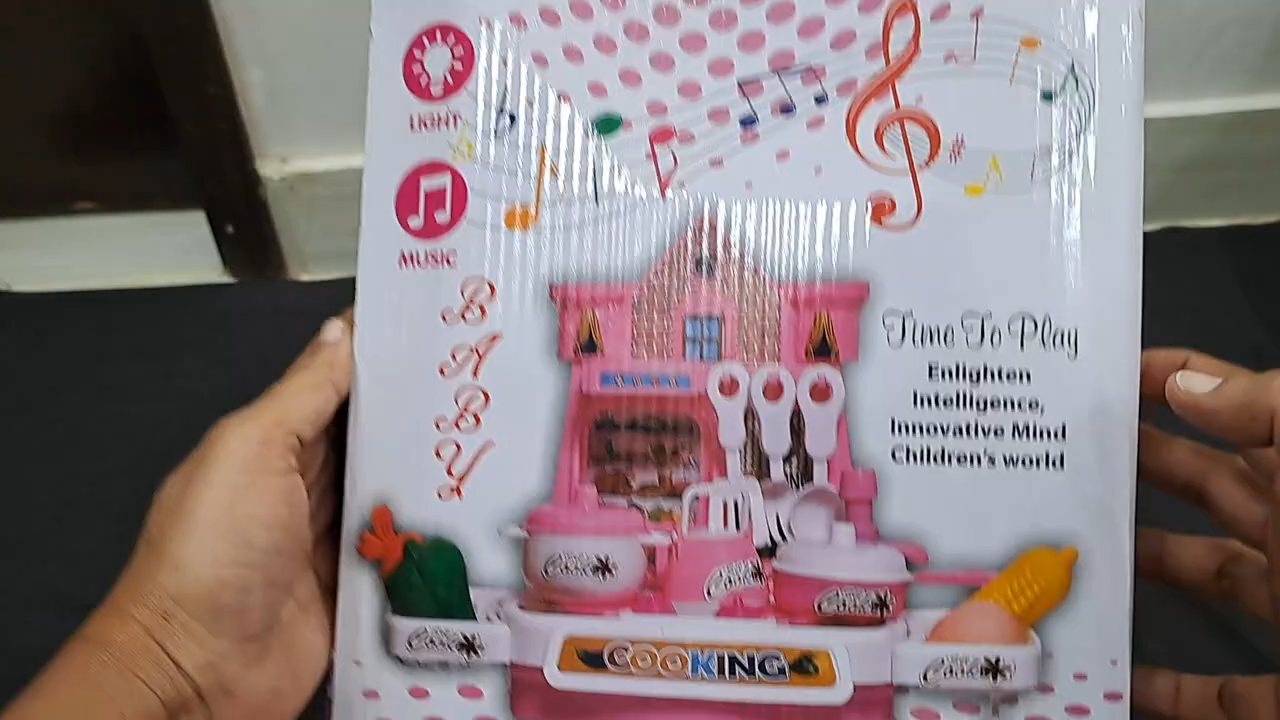 LIGHT
MUSIC
BABY
Time To Play
Enlighten
Intelligence,
Innovative Mind
Children's world
COOKING